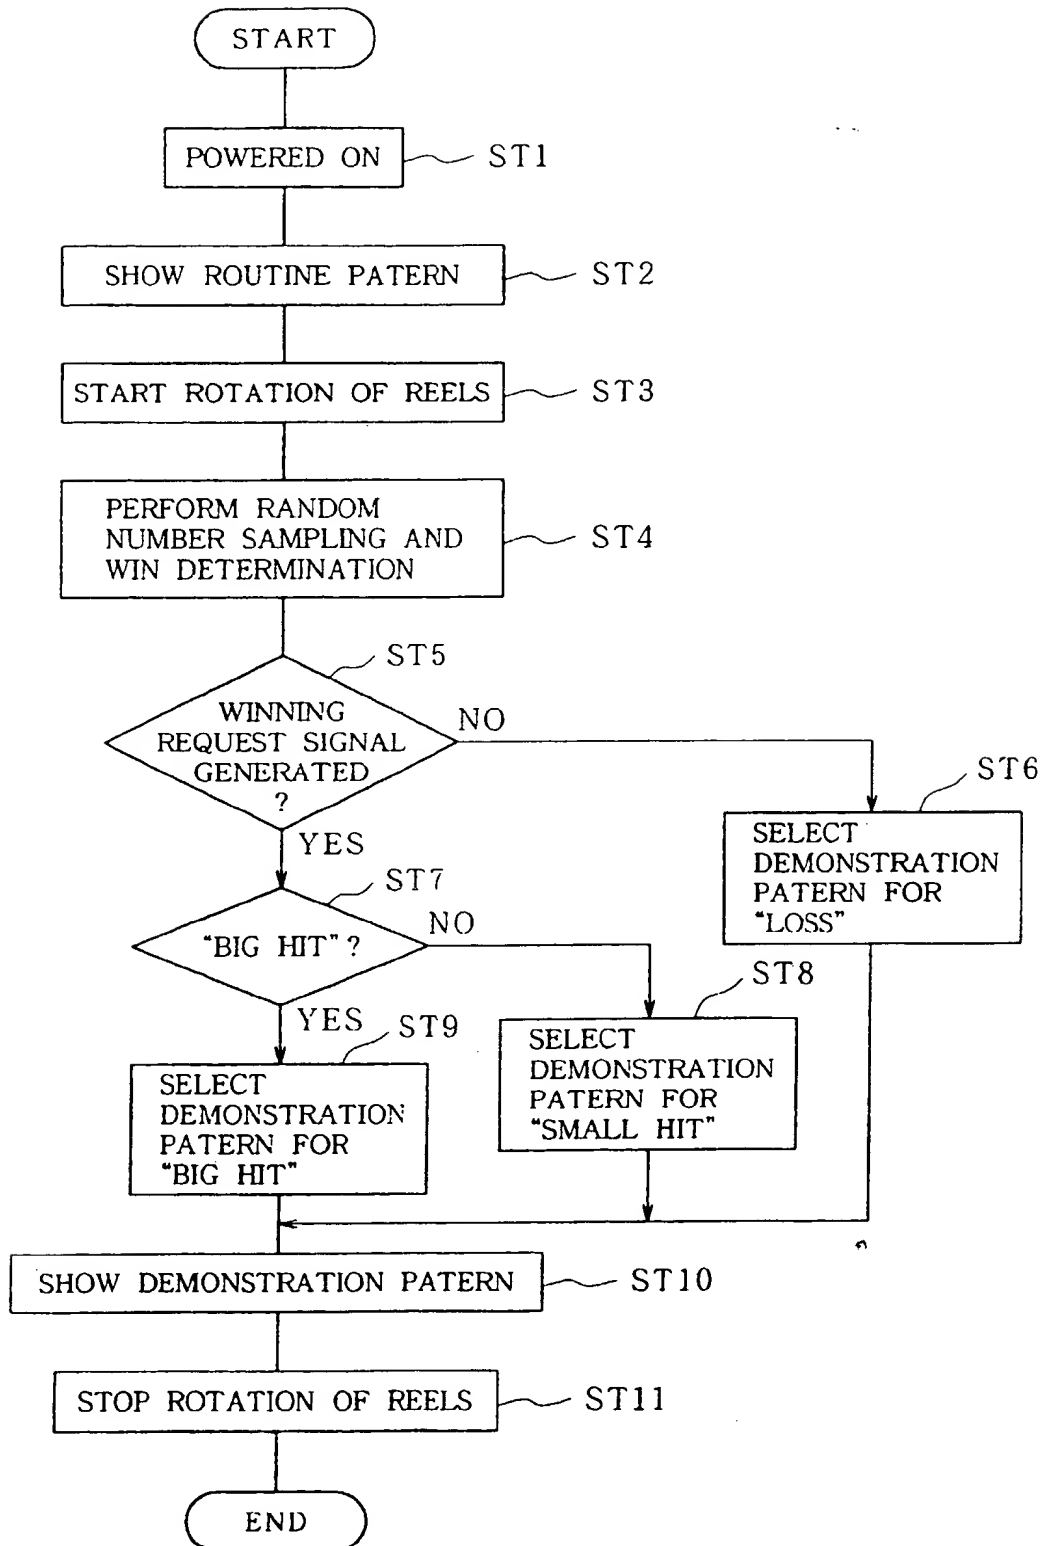 START
POWERED ON
ST1
SHOW ROUTINE PATERN
ST2
START ROTATION OF REELS
ST3
PERFORM RANDOM
NUMBER SAMPLING AND
WIN DETERMINATION
ST4
ST5
WINNING
REQUEST SIGNAL
GENERATED
?
NO
YES
ST6
SELECT
DEMONSTRATION
PATERN FOR
“LOSS”
ST7
“BIG HIT”?
NO
YES
ST8
SELECT
DEMONSTRATION
PATERN FOR
“SMALL HIT”
ST9
SELECT
DEMONSTRATION
PATERN FOR
“BIG HIT”
SHOW DEMONSTRATION PATERN
ST10
STOP ROTATION OF REELS
ST11
END